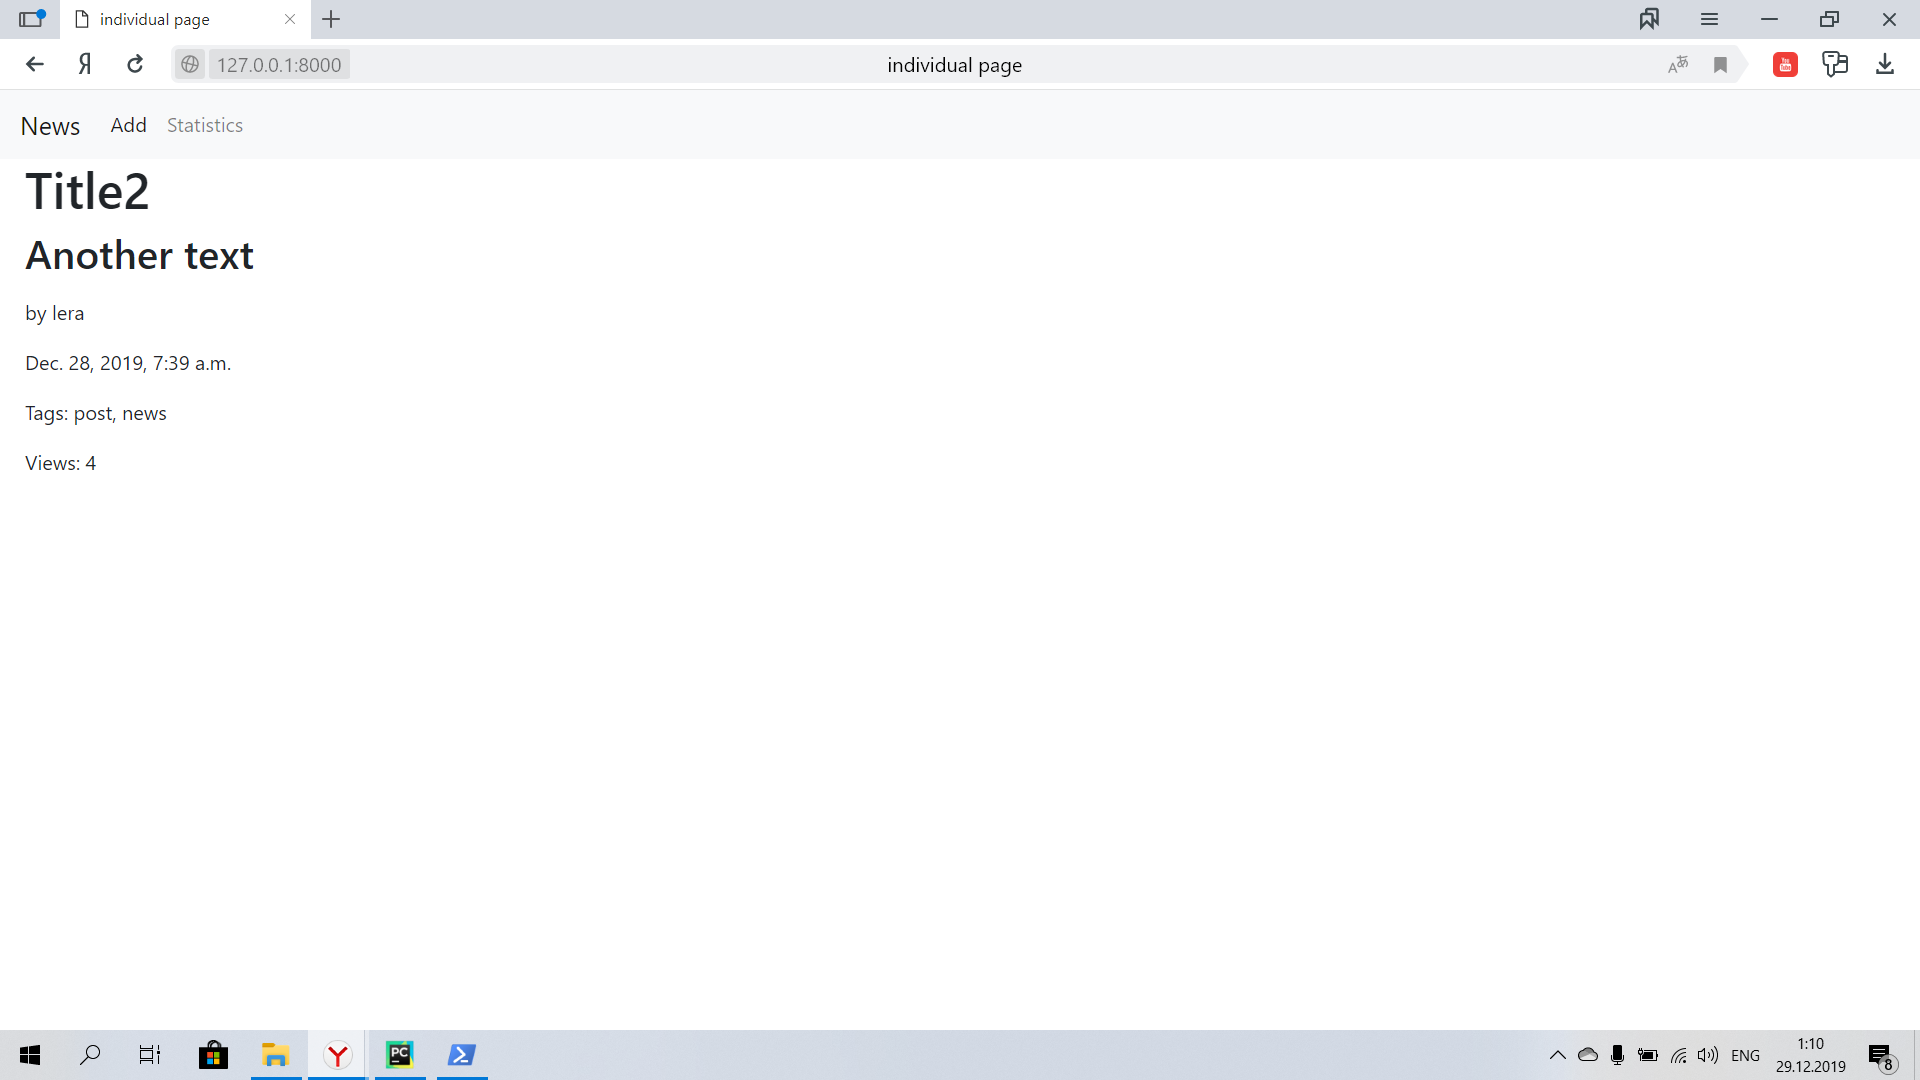 individual page
Я
127.0.0.1:8000
individual page
News Add Statistics
Title2
Another text
by lera
Dec. 28, 2019, 7:39 a.m.
Tags: post, news
Views: 4
PC
ENG
1:10
29.12.2019
8